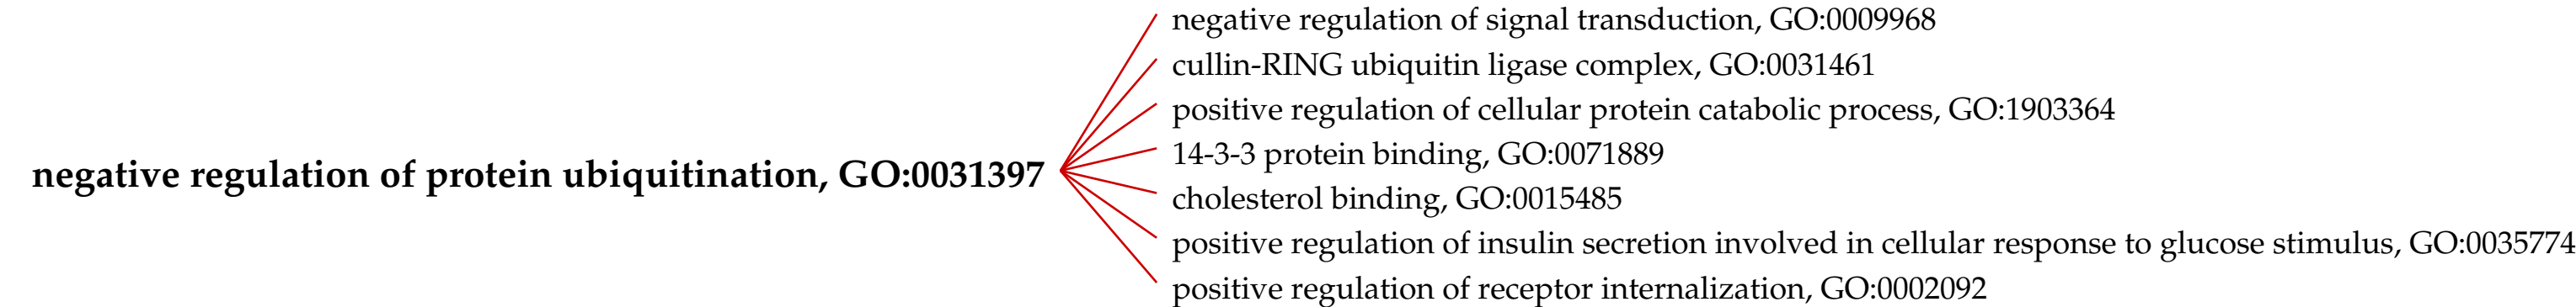 negative regulation of protein ubiquitination, GO:0031397
negative regulation of signal transduction, GO:0009968
cullin-RING ubiquitin ligase complex, GO:0031461
positive regulation of cellular protein catabolic process, GO:1903364
14-3-3 protein binding, GO:0071889
cholesterol binding, GO:0015485
positive regulation of insulin secretion involved in cellular response to glucose stimulus, GO:0035774
positive regulation of receptor internalization, GO:0002092